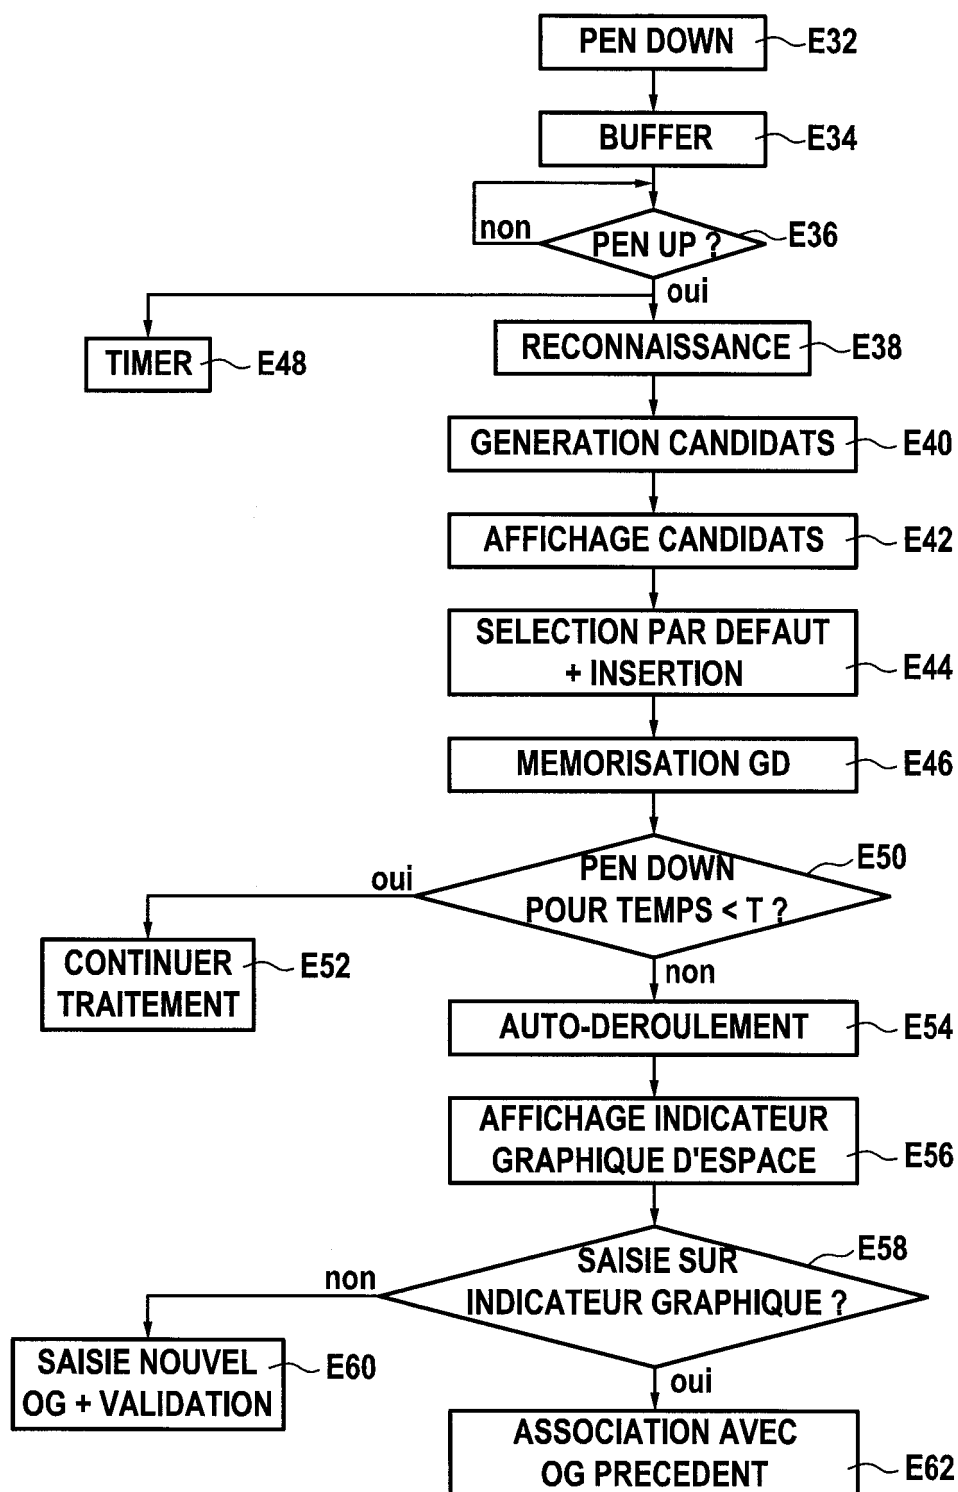 PEN DOWN
E32
BUFFER
E34
non
PEN UP ?
E36
oui
TIMER
E48
RECONNAISSANCE
E38
GENERATION CANDIDATS
E40
AFFICHAGE CANDIDATS
E42
SELECTION PAR DEFAUT
+ INSERTION
E44
MEMORISATION GD
E46
PEN DOWN
POUR TEMPS < T ?
E50
oui
CONTINUER
TRAITEMENT
E52
non
AUTO-DEROULEMENT
E54
AFFICHAGE INDICATEUR
GRAPHIQUE D'ESPACE
E56
SAISIE SUR
INDICATEUR GRAPHIQUE ?
E58
non
SAISIE NOUVEL
OG + VALIDATION
E60
oui
ASSOCIATION AVEC
OG PRECEDENT
E62